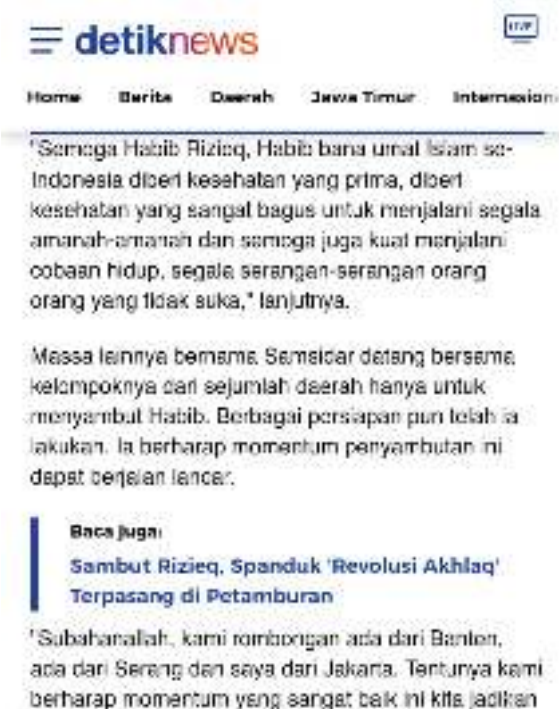 detiknews
LIVE
Home Berita Daerah Jawa Timur Internasion
"Semoga Habib Rizieq, Habib bana umat Islam se-
Indonesia diberi kesehatan yang prima, diberi
kesehatan yang sangat bagus untuk menjalani segala
amanah-amanah dan semoga juga kuat menjalani
cobaan hidup, segala serangan-serangan orang
orang yang tidak suka," lanjutnya.
Massa lainnya bernama Samsidar datang bersama
kelompoknya dari sejumlah daerah hanya untuk
menyambut Habib. Berbagai persiapan pun telah ia
lakukan. Ia berharap momentum penyambutan ini
dapat berjalan lancar.
Baca juga:
Sambut Rizieq, Spanduk 'Revolusi Akhlaq'
Terpasang di Petamburan
"Subahanallah, kami rombongan ada dari Banten,
ada dari Serang dan saya dari Jakarta. Tentunya kami
berharap momentum yang sangat baik ini kita jadikan